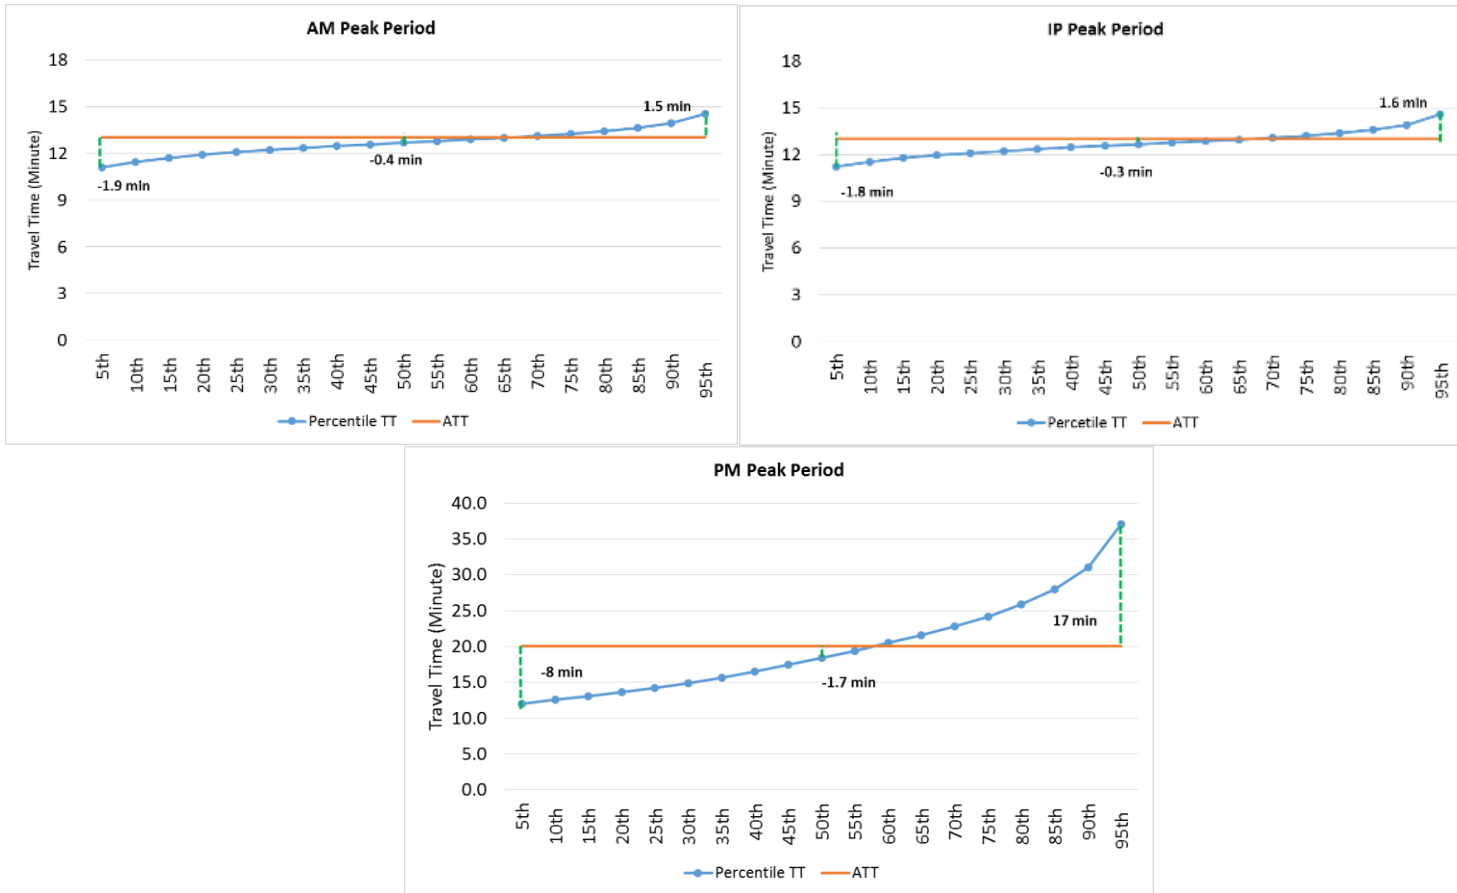 AM Peak Period
18
15
12
9
6
3
0
Travel Time (Minute)
1.5 min
-0.4 min
-1.9 min
5th
10th
15th
20th
25th
30th
35th
40th
45th
50th
55th
60th
65th
70th
75th
80th
85th
90th
95th
Percentile TT
ATT
IP Peak Period
18
15
12
9
6
3
0
Travel Time (Minute)
1.6 min
-0.3 min
-1.8 min
5th
10th
15th
20th
25th
30th
35th
40th
45th
50th
55th
60th
65th
70th
75th
80th
85th
90th
95th
Percetile TT
ATT
PM Peak Period
40.0
35.0
30.0
25.0
20.0
15.0
10.0
5.0
0.0
Travel Time (Minute)
17 min
-8 min
-1.7 min
5th
10th
15th
20th
25th
30th
35th
40th
45th
50th
55th
60th
65th
70th
75th
80th
85th
90th
95th
Percentile TT
ATT